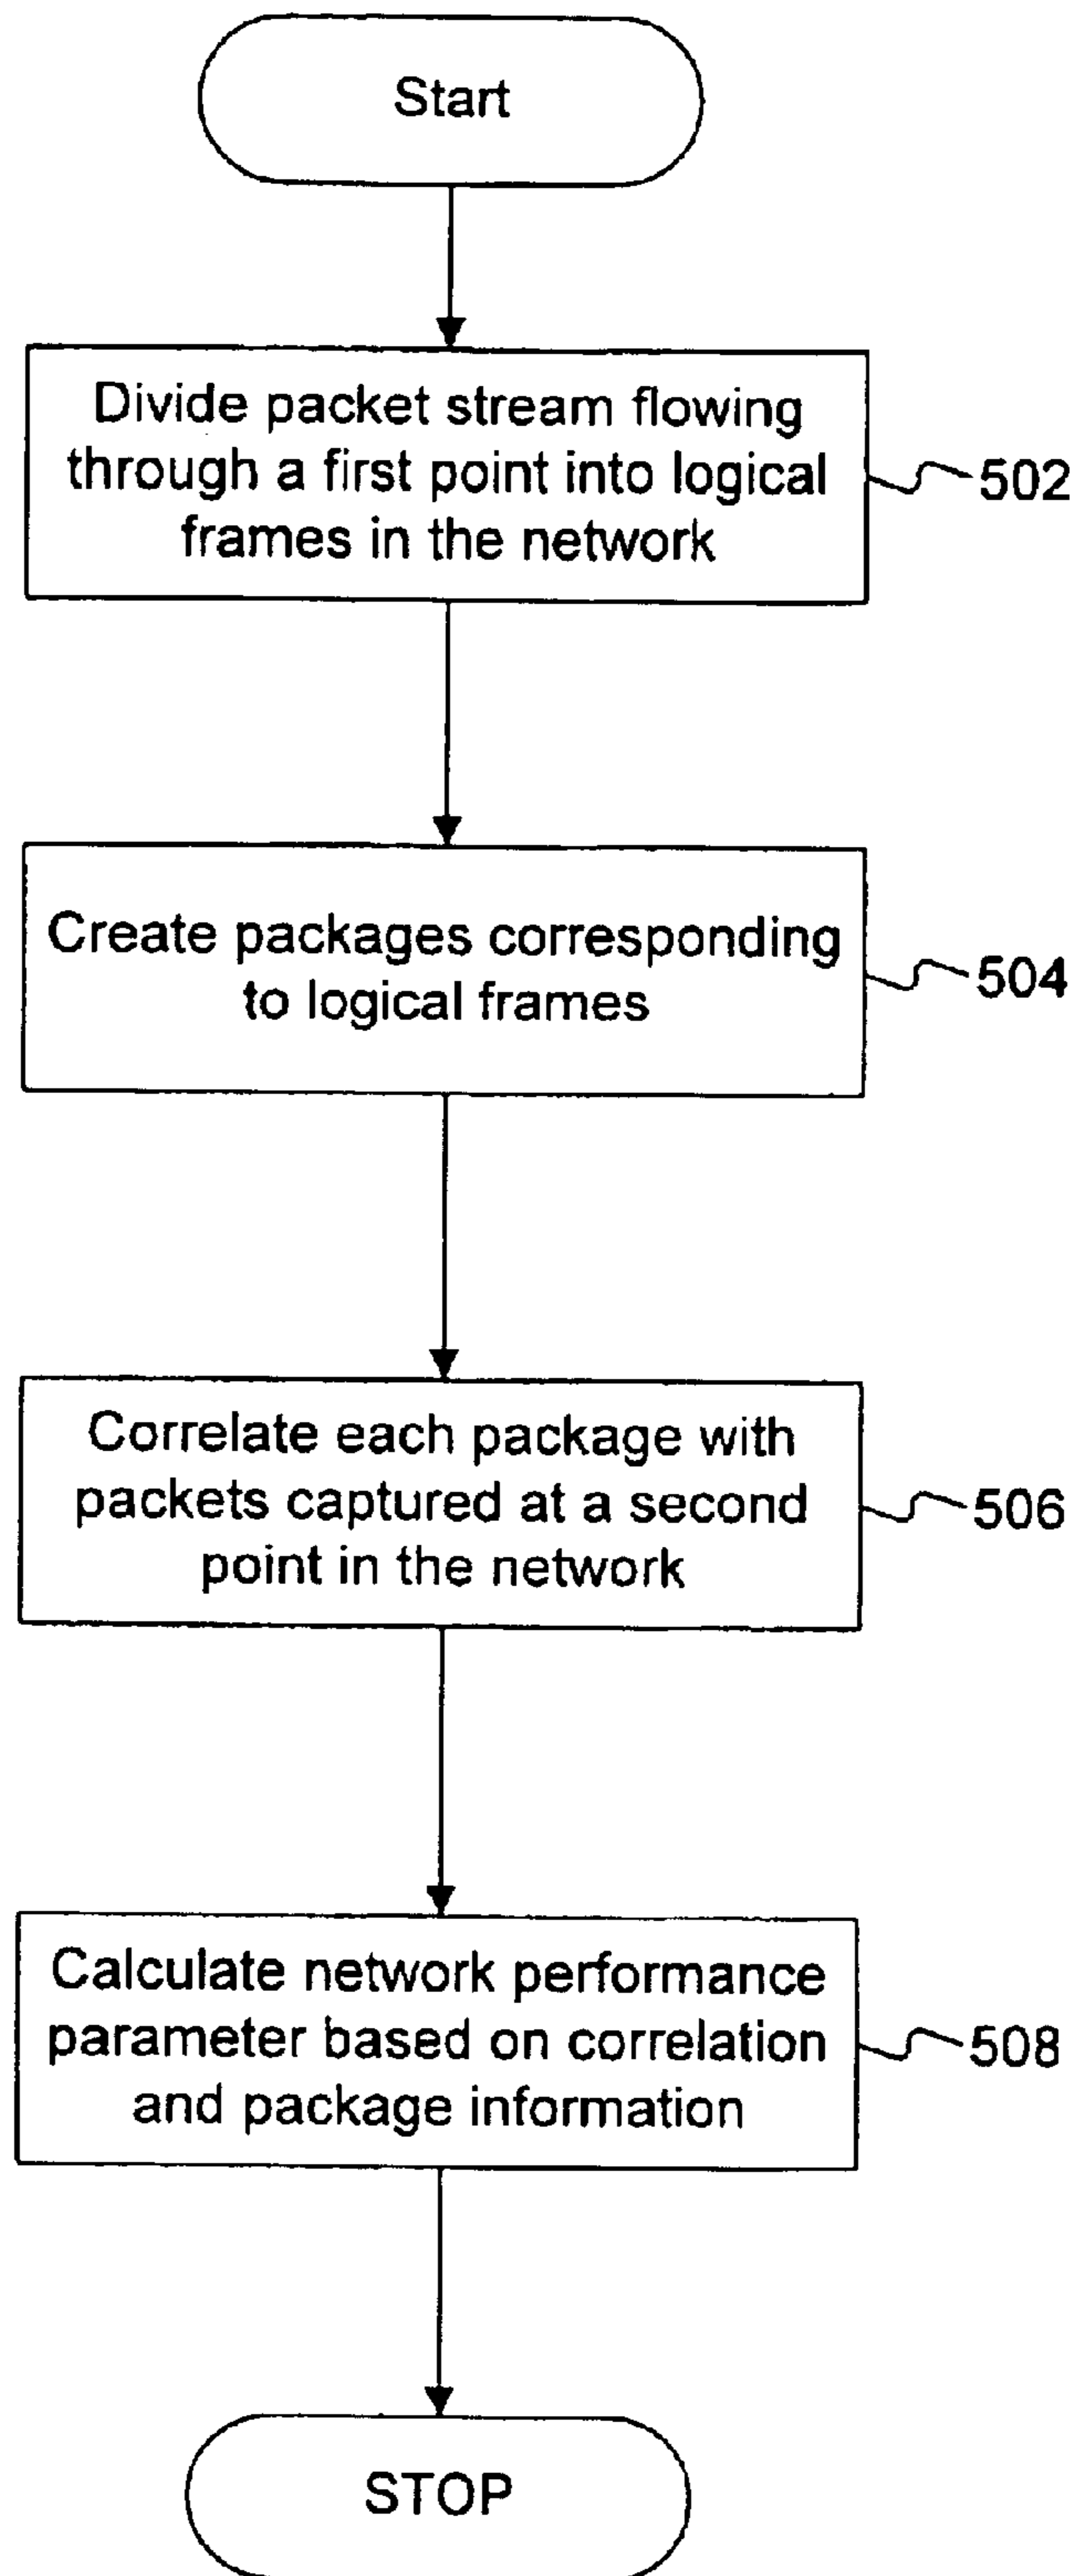 Start
Divide packet stream flowing
through a first point into logical
frames in the network
502
Create packages corresponding
to logical frames
504
Correlate each package with
packets captured at a second
point in the network
506
Calculate network performance
parameter based on correlation
and package information
508
STOP